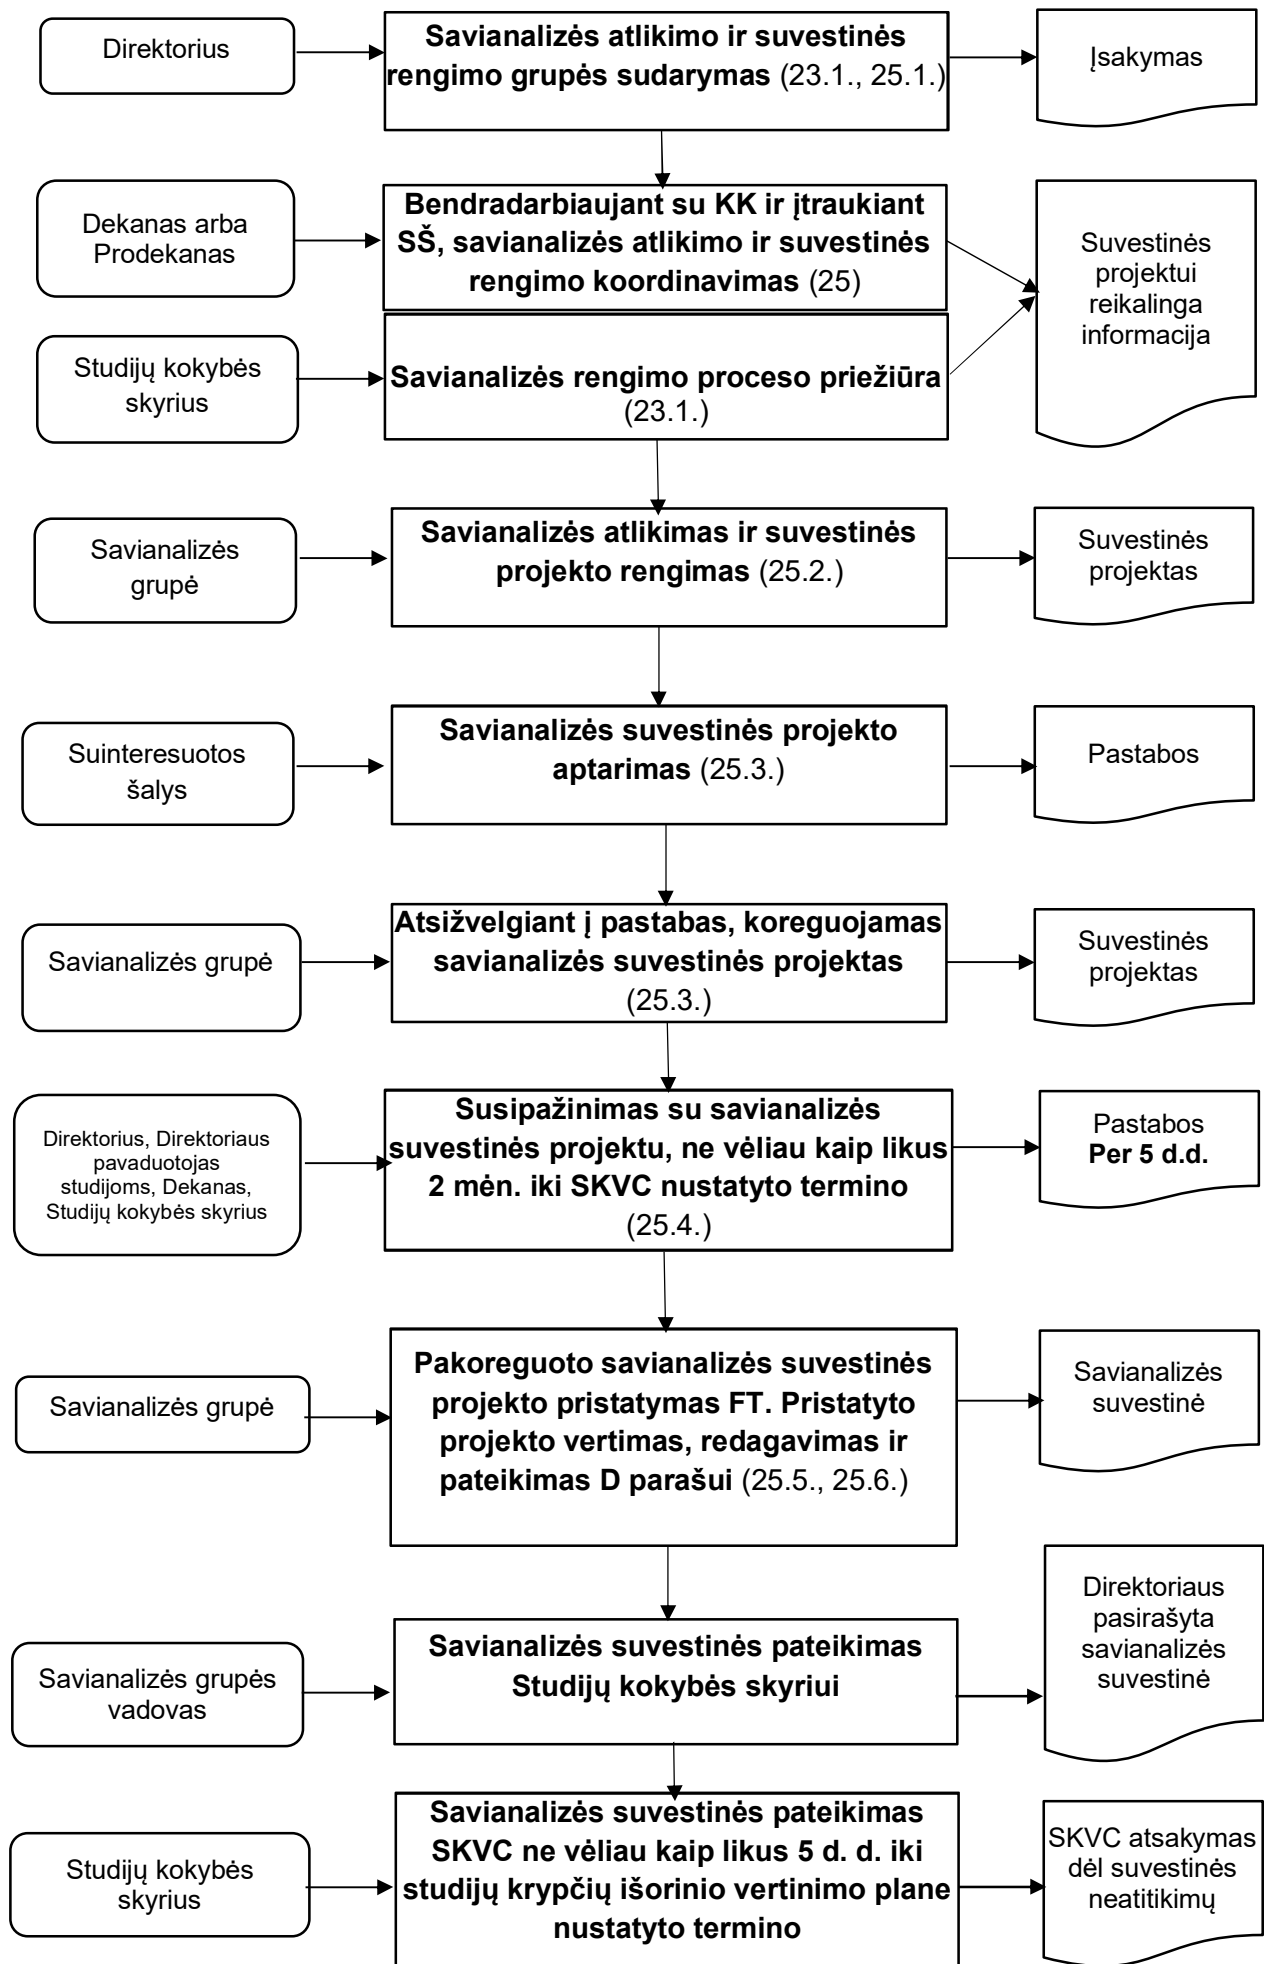 Direktorius
Savianalizės atlikimo ir suvestinės
rengimo grupės sudarymas (23.1., 25.1.)
Įsakymas
Dekanas arba
Prodekanas
Bendradarbiaujant su KK ir įtraukiant
SŠ, savianalizės atlikimo ir suvestinės
rengimo koordinavimas (25)
Suvestinės
projektui
reikalinga
informacija
Studijų kokybės
skyrius
Savianalizės rengimo proceso priežiūra
(23.1.)
Savianalizės
grupė
Savianalizės atlikimas ir suvestinės
projekto rengimas (25.2.)
Suvestinės
projektas
Suinteresuotos
šalys
Savianalizės suvestinės projekto
aptarimas (25.3.)
Pastabos
Savianalizės grupė
Atsižvelgiant į pastabas, koreguojamas
savianalizės suvestinės projektas
(25.3.)
Suvestinės
projektas
Direktorius, Direktoriaus
pavaduotojas
studijoms, Dekanas,
Studijų kokybės skyrius
Susipažinimas su savianalizės
suvestinės projektu, ne vėliau kaip likus
2 mėn. iki SKVC nustatyto termino
(25.4.)
Pastabos
Per 5 d.d.
Savianalizės grupė
Pakoreguoto savianalizės suvestinės
projekto pristatymas FT. Pristatyto
projekto vertimas, redagavimas ir
pateikimas D parašui (25.5., 25.6.)
Savianalizės
suvestinė
Savianalizės grupės
vadovas
Savianalizės suvestinės pateikimas
Studijų kokybės skyriui
Direktoriaus
pasirašyta
savianalizės
suvestinė
Studijų kokybės
skyrius
Savianalizės suvestinės pateikimas
SKVC ne vėliau kaip likus 5 d. d. iki
studijų krypčių išorinio vertinimo plane
nustatyto termino
SKVC atsakymas
dėl suvestinės
neatitikimų